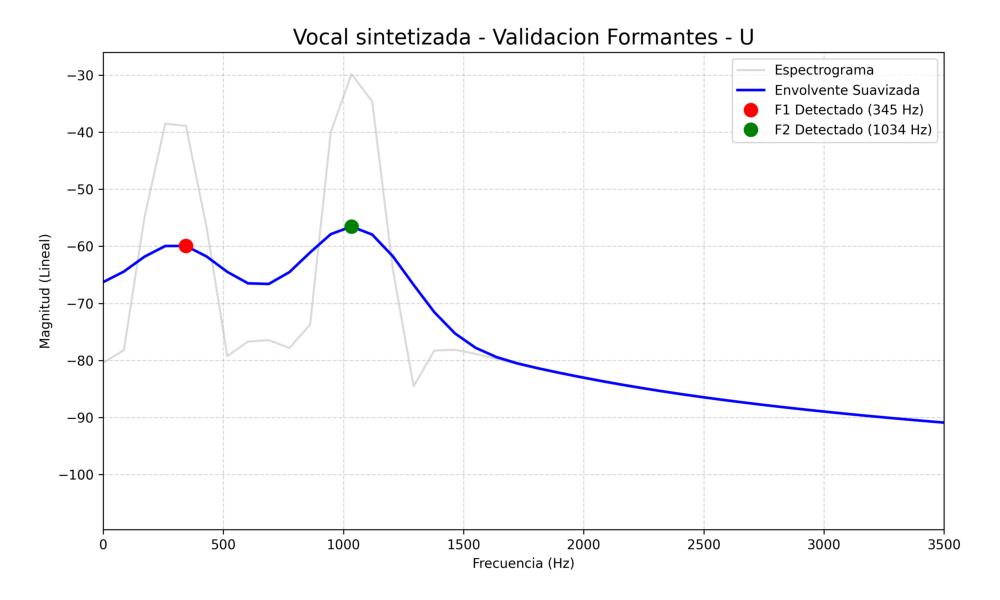 Vocal sintetizada - Validacion Formantes - U
Espectrograma
Envolvente Suavizada
F1 Detectado (345 Hz)
F2 Detectado (1034 Hz)
Magnitud (Lineal)
−30
−40
−50
−60
−70
−80
−90
−100
0 500 1000 1500 2000 2500 3000 3500
Frecuencia (Hz)